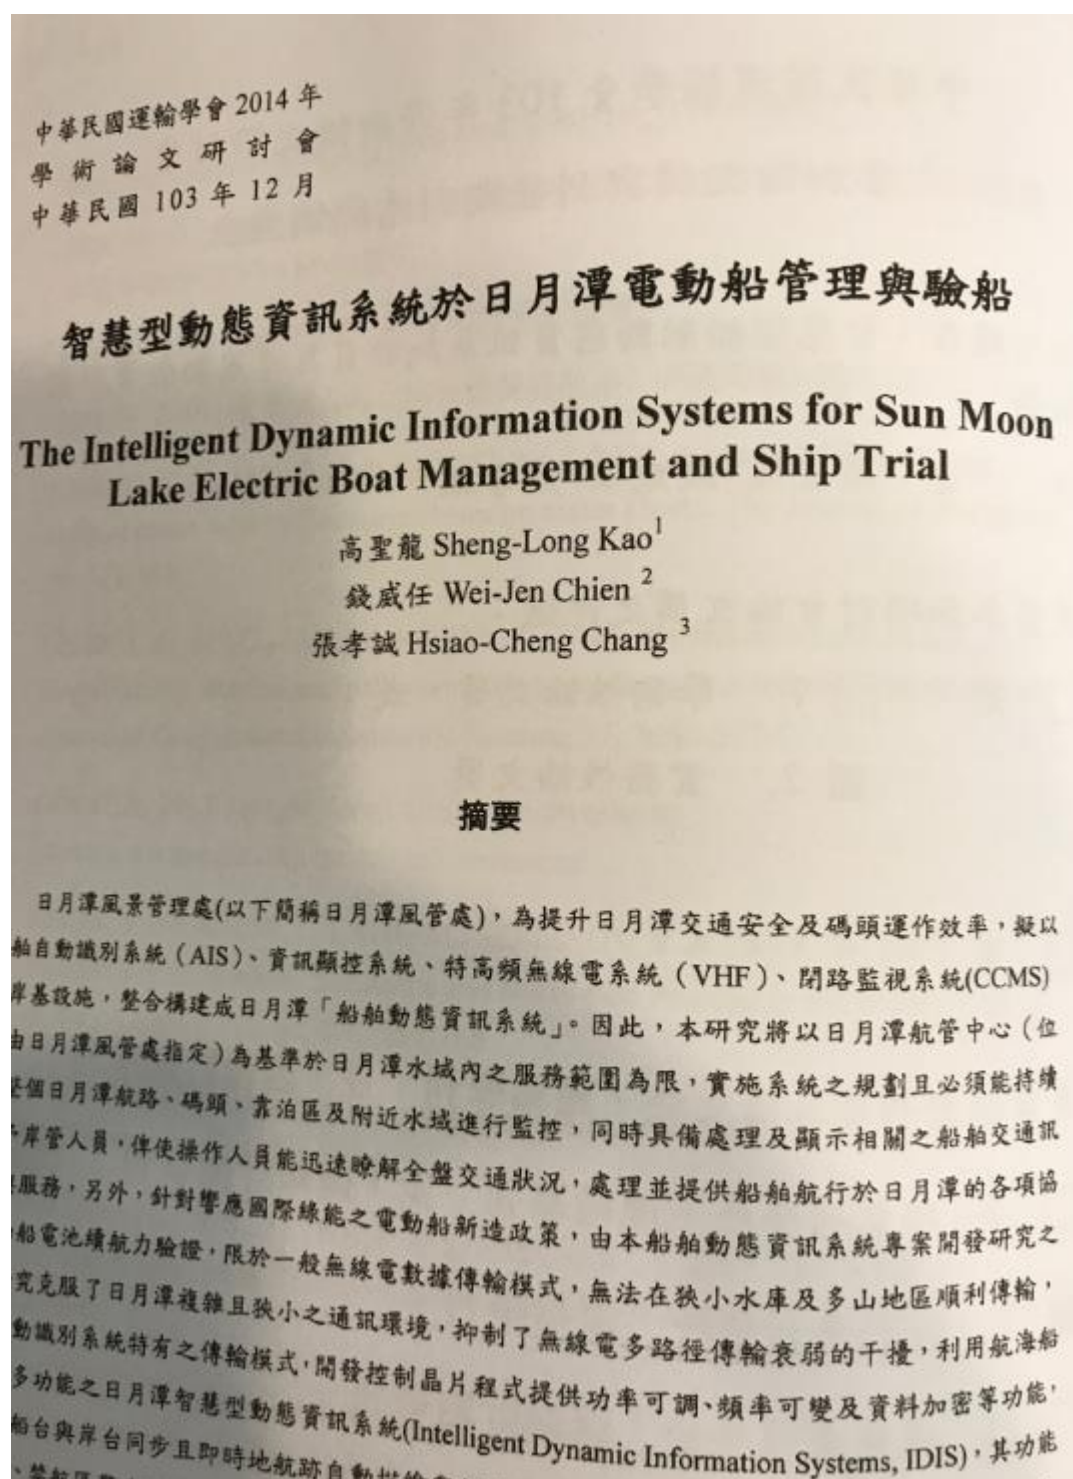 中華民國運輸學會 2014 年
學術論文研討會
中華民國 103 年 12 月
智慧型動態資訊系統於日月潭電動船管理與驗船
The Intelligent Dynamic Information Systems for Sun Moon
Lake Electric Boat Management and Ship Trial
高聖龍 Sheng-Long Kao1
錢威任 Wei-Jen Chien 2
張孝誠 Hsiao-Cheng Chang 3
摘要
日月潭風景管理處(以下簡稱日月潭風管處)，為提升日月潭交通安全及碼頭運作效率，擬以
舶自動識別系統（AIS）、資訊顯控系統、特高頻無線電系統（VHF）、閉路監視系統(CCMS)
岸基設施，整合構建成日月潭「船舶動態資訊系統」。因此，本研究將以日月潭航管中心（位
由日月潭風管處指定）為基準於日月潭水域內之服務範圍為限，實施系統之規劃且必須能持續
整個日月潭航路、碼頭、靠泊區及附近水域進行監控，同時具備處理及顯示相關之船舶交通訊
岸管人員，俾使操作人員能迅速瞭解全盤交通狀況，處理並提供船舶航行於日月潭的各項協
服務，另外，針對響應國際綠能之電動船新造政策，由本船舶動態資訊系統專案開發研究之
船電池續航力驗證，限於一般無線電數據傳輸模式，無法在狹小水庫及多山地區順利傳輸，
究克服了日月潭複雜且狹小之通訊環境，抑制了無線電多路徑傳輸衰弱的干擾，利用航海船
動識別系統特有之傳輸模式，開發控制晶片程式提供功率可調、頻率可變及資料加密等功能，
多功能之日月潭智慧型動態資訊系統(Intelligent Dynamic Information Systems, IDIS)，其功能
船台與岸台同步且即時地航跡自動